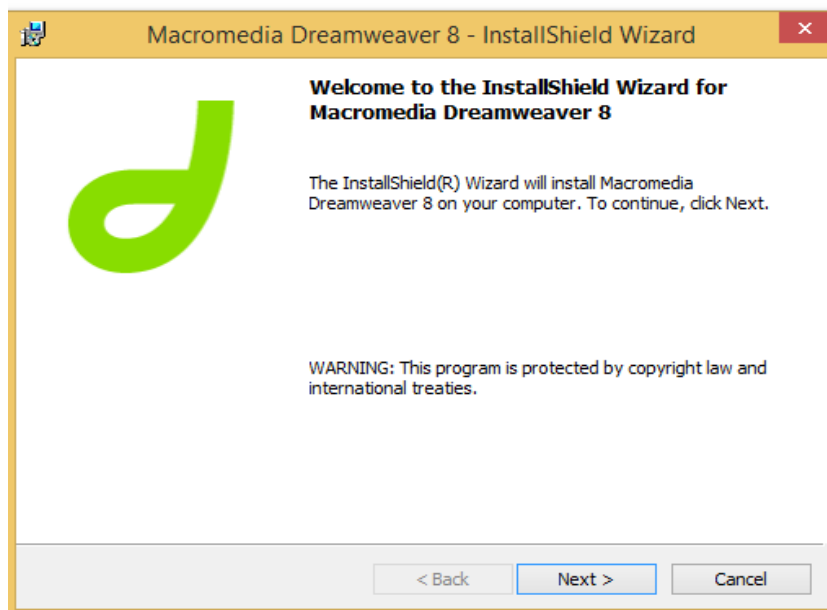 Macromedia Dreamweaver 8 - InstallShield Wizard
Welcome to the InstallShield Wizard for
Macromedia Dreamweaver 8
The InstallShield(R) Wizard will install Macromedia
Dreamweaver 8 on your computer. To continue, click Next.
WARNING: This program is protected by copyright law and
international treaties.
< Back
Next >
Cancel